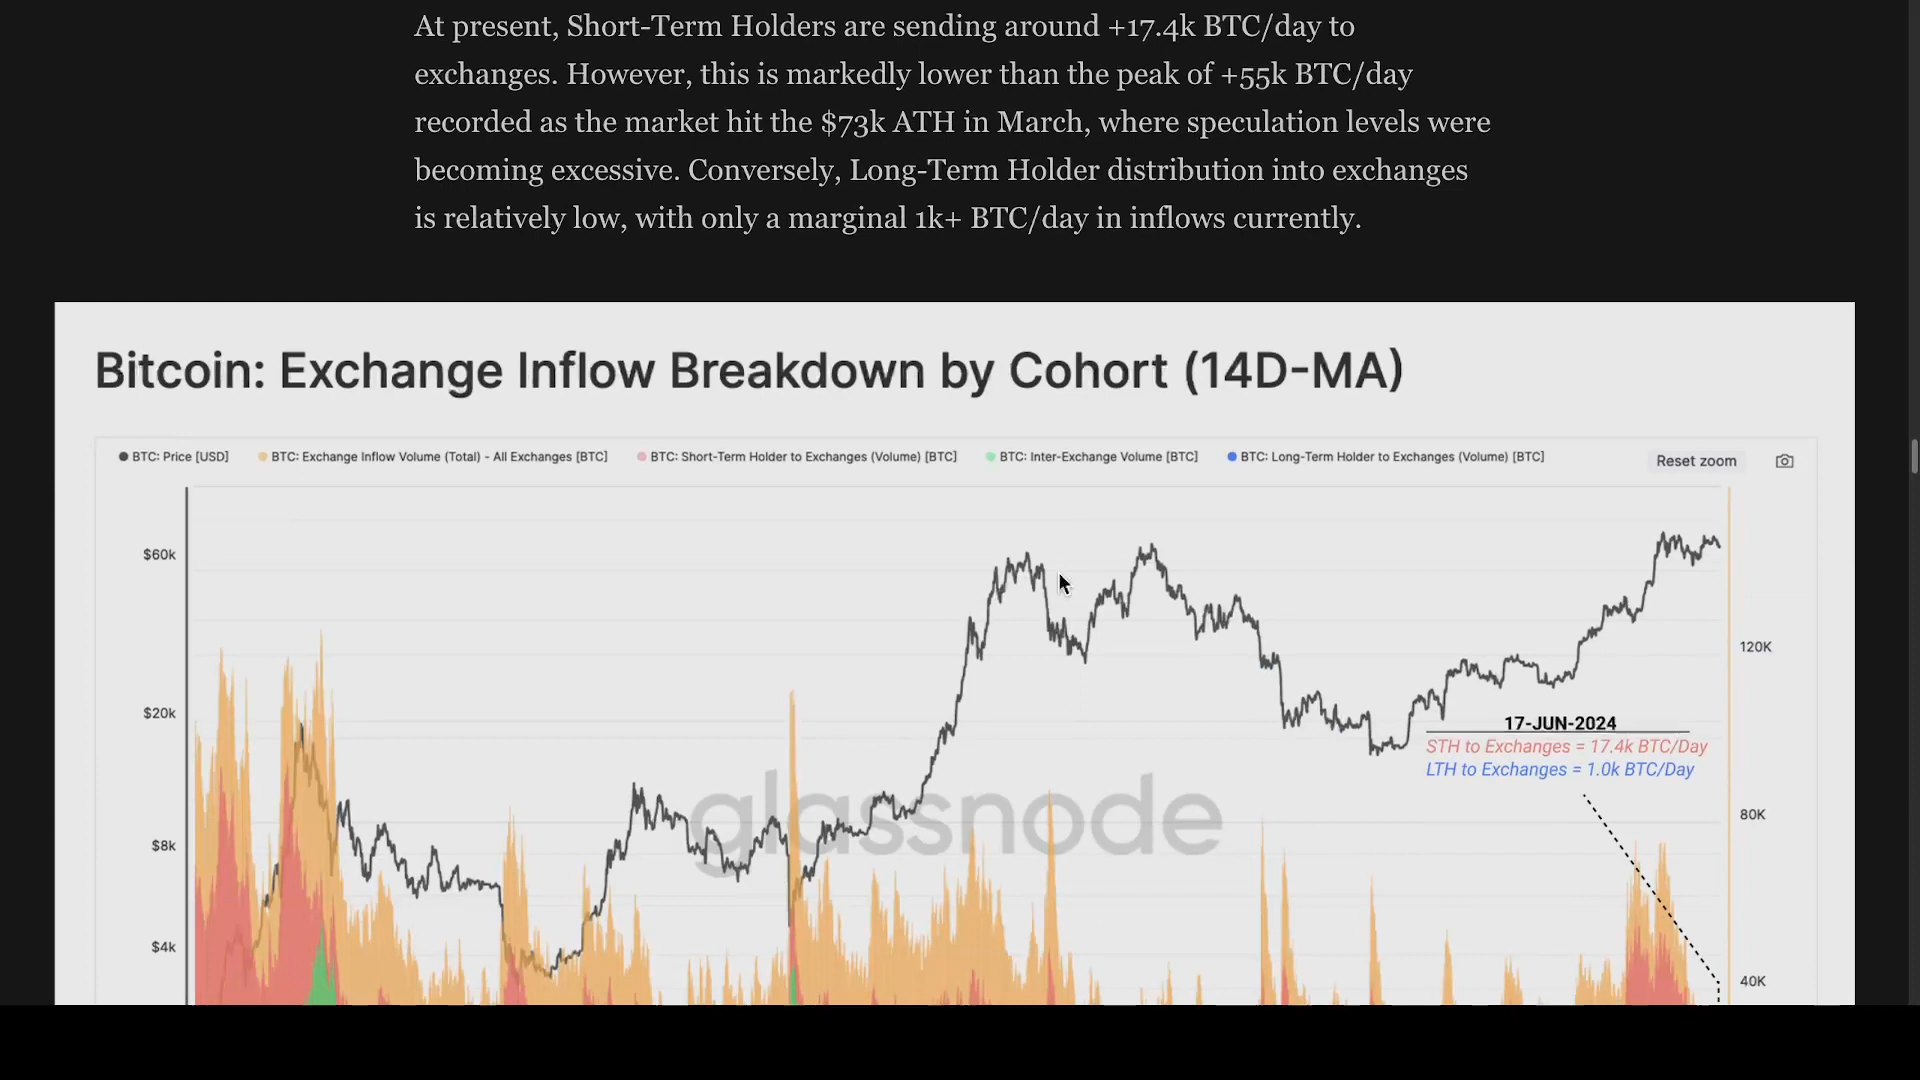 At present, Short-Term Holders are sending around +17.4k BTC/day to
exchanges. However, this is markedly lower than the peak of +55k BTC/day
recorded as the market hit the $73k ATH in March, where speculation levels were
becoming excessive. Conversely, Long-Term Holder distribution into exchanges
is relatively low, with only a marginal 1k+ BTC/day in inflows currently.
Bitcoin: Exchange Inflow Breakdown by Cohort (14D-MA)
BTC: Price [USD] BTC: Exchange Inflow Volume (Total) - All Exchanges [BTC] BTC: Short-Term Holder to Exchanges (Volume) [BTC] BTC: Inter-Exchange Volume [BTC] BTC: Long-Term Holder to Exchanges (Volume) [BTC]
Reset zoom
$60k
120K
$20k
17-JUN-2024
STH to Exchanges = 17.4k BTC/Day
LTH to Exchanges = 1.0k BTC/Day
glassnode
80K
$8k
$4k
40K